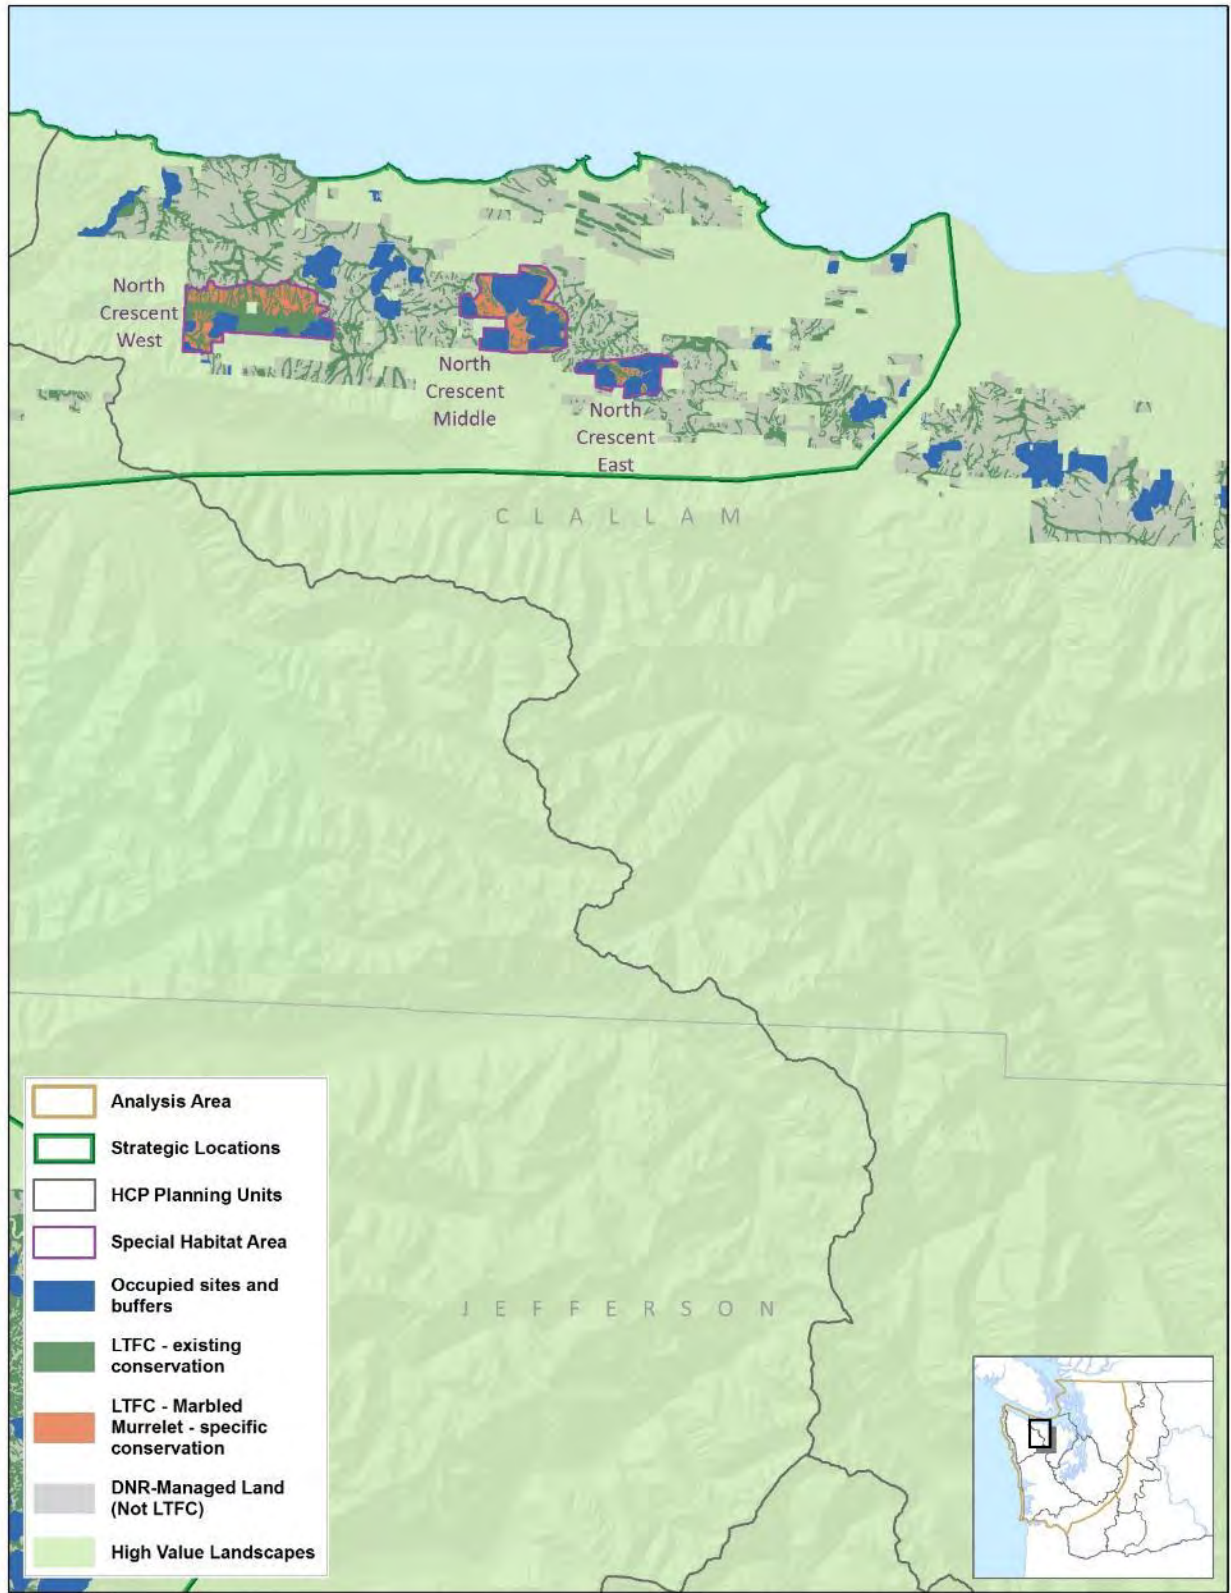 North
Crescent
West
North
Crescent
Middle
North
Crescent
East
CLALLAM
JEFFERSON
Analysis Area
Strategic Locations
HCP Planning Units
Special Habitat Area
Occupied sites and
buffers
LTFC - existing
conservation
LTFC - Marbled
Murrelet - specific
conservation
DNR-Managed Land
(Not LTFC)
High Value Landscapes